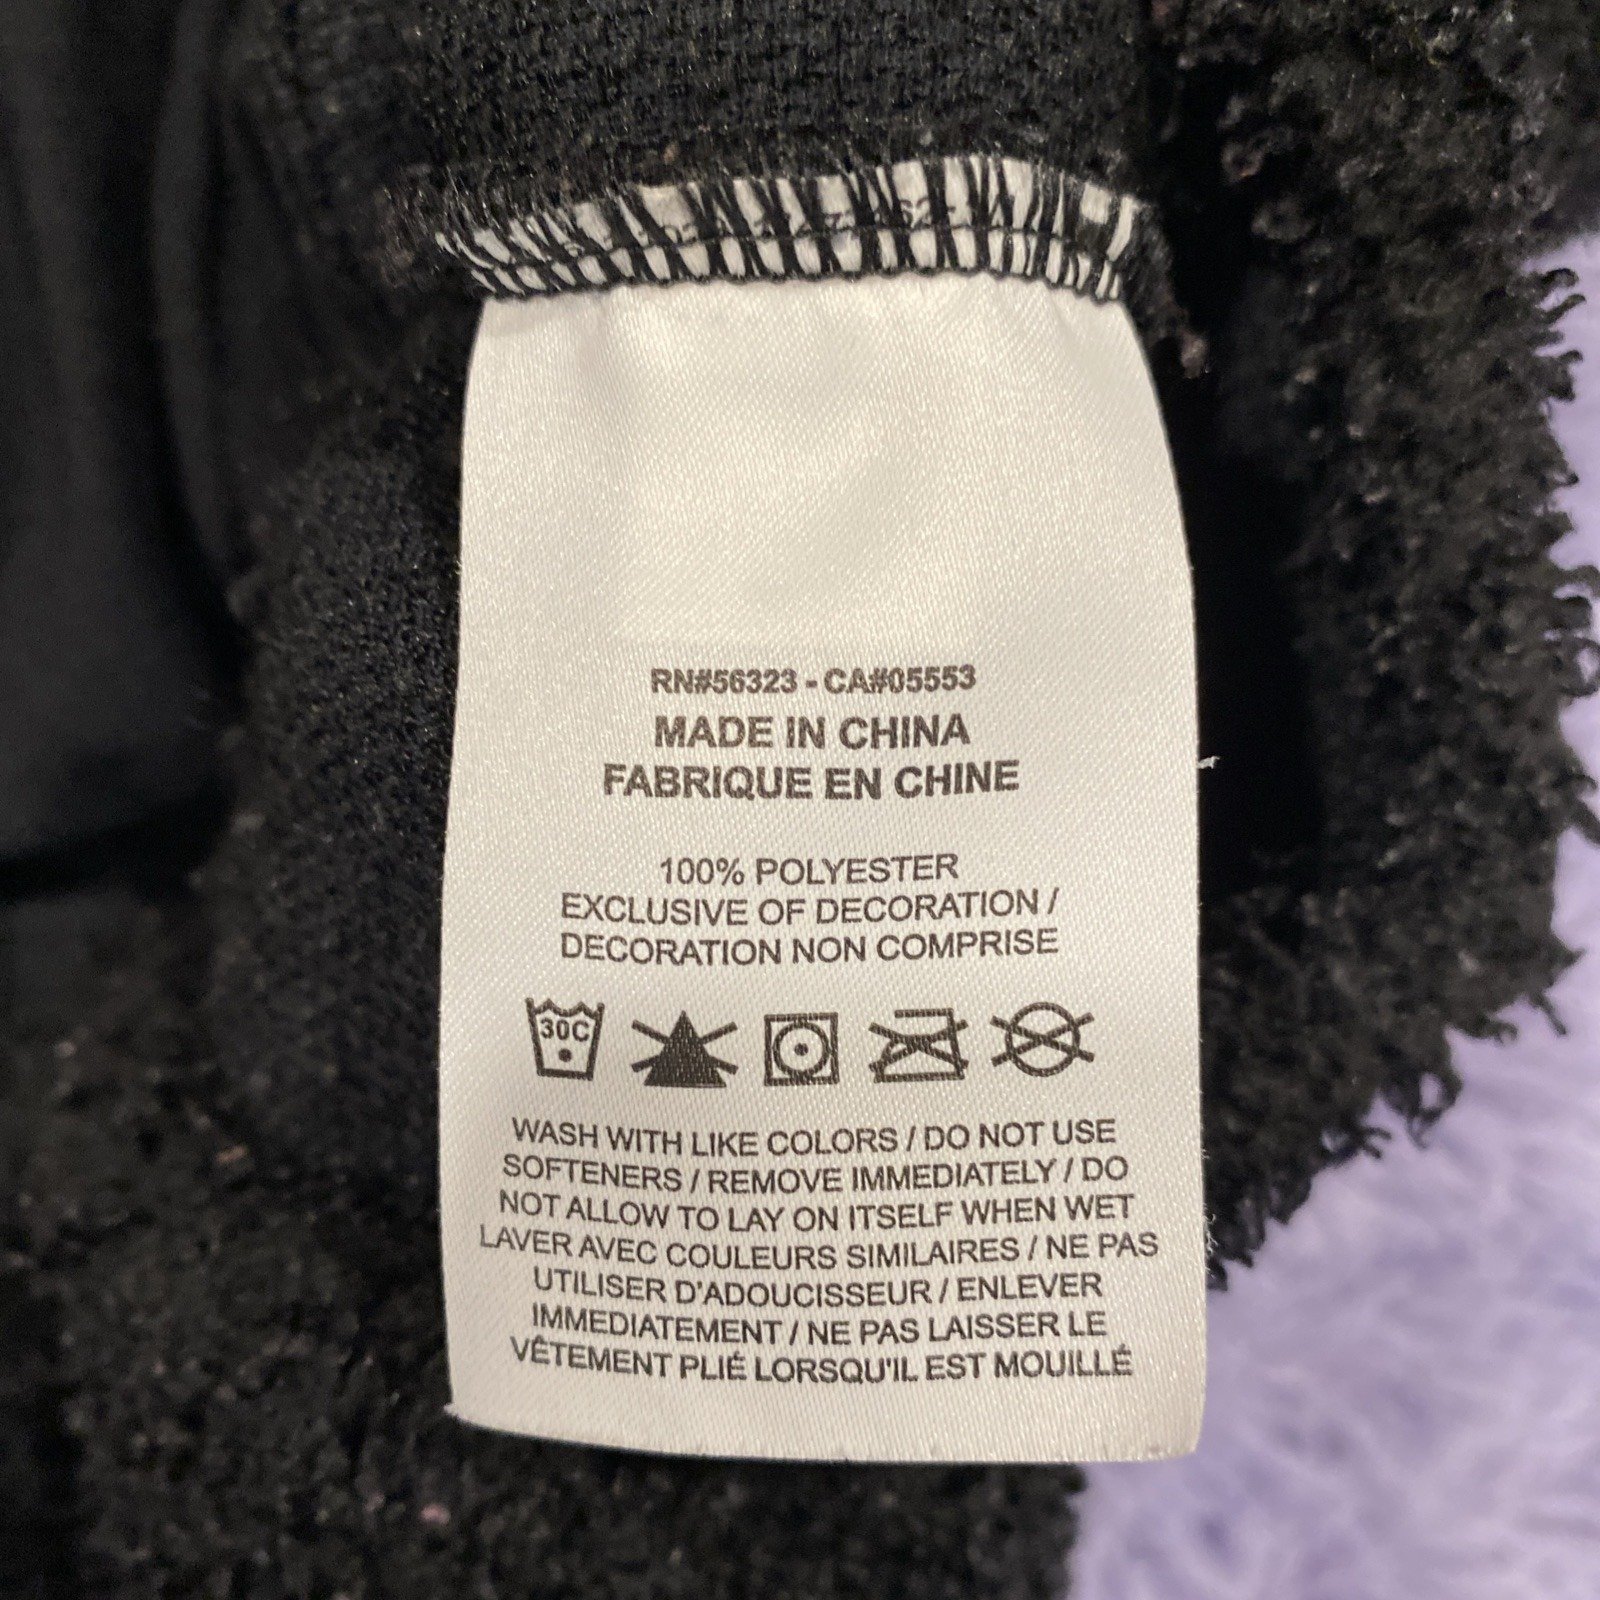 RN#56323 - CA#05553
MADE IN CHINA
FABRIQUE EN CHINE
100% POLYESTER
EXCLUSIVE OF DECORATION /
DECORATION NON COMPRISE
30C
WASH WITH LIKE COLORS / DO NOT USE
SOFTENERS / REMOVE IMMEDIATELY / DO
NOT ALLOW TO LAY ON ITSELF WHEN WET
LAVER AVEC COULEURS SIMILAIRES / NE PAS
UTILISER D'ADOUCISSEUR / ENLEVER
IMMEDIATEMENT / NE PAS LAISSER LE
VÊTEMENT PLIÉ LORSQU'IL EST MOUILLÉ